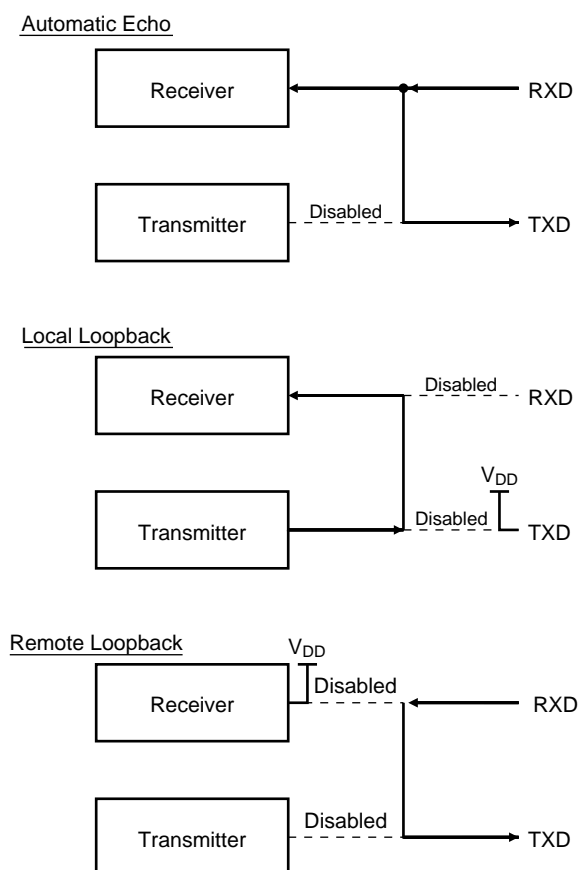 Automatic Echo
Receiver
RXD
Transmitter
Disabled
TXD
Local Loopback
Receiver
Disabled
RXD
VDD
Transmitter
Disabled
TXD
Remote Loopback
VDD
Receiver
Disabled
RXD
Transmitter
Disabled
TXD